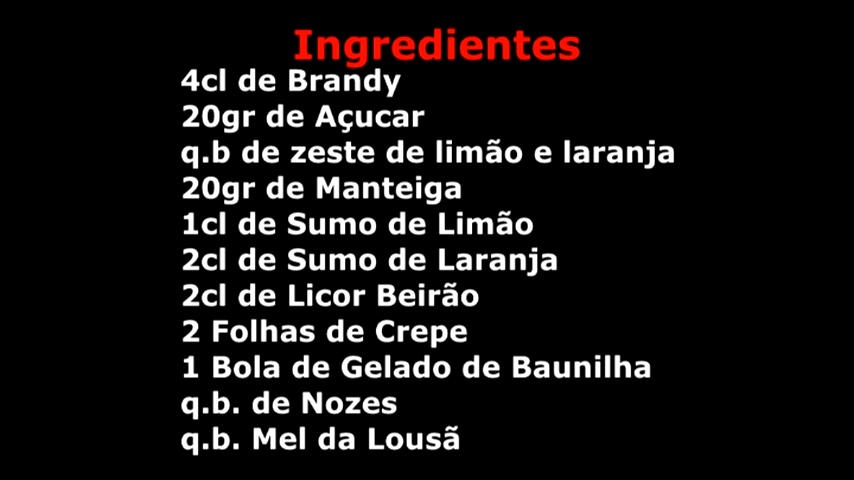 Ingredientes
4cl de Brandy
20gr de Açucar
q.b de zeste de limão e laranja
20gr de Manteiga
1cl de Sumo de Limão
2cl de Sumo de Laranja
2cl de Licor Beirão
2 Folhas de Crepe
1 Bola de Gelado de Baunilha
q.b. de Nozes
q.b. Mel da Lousã